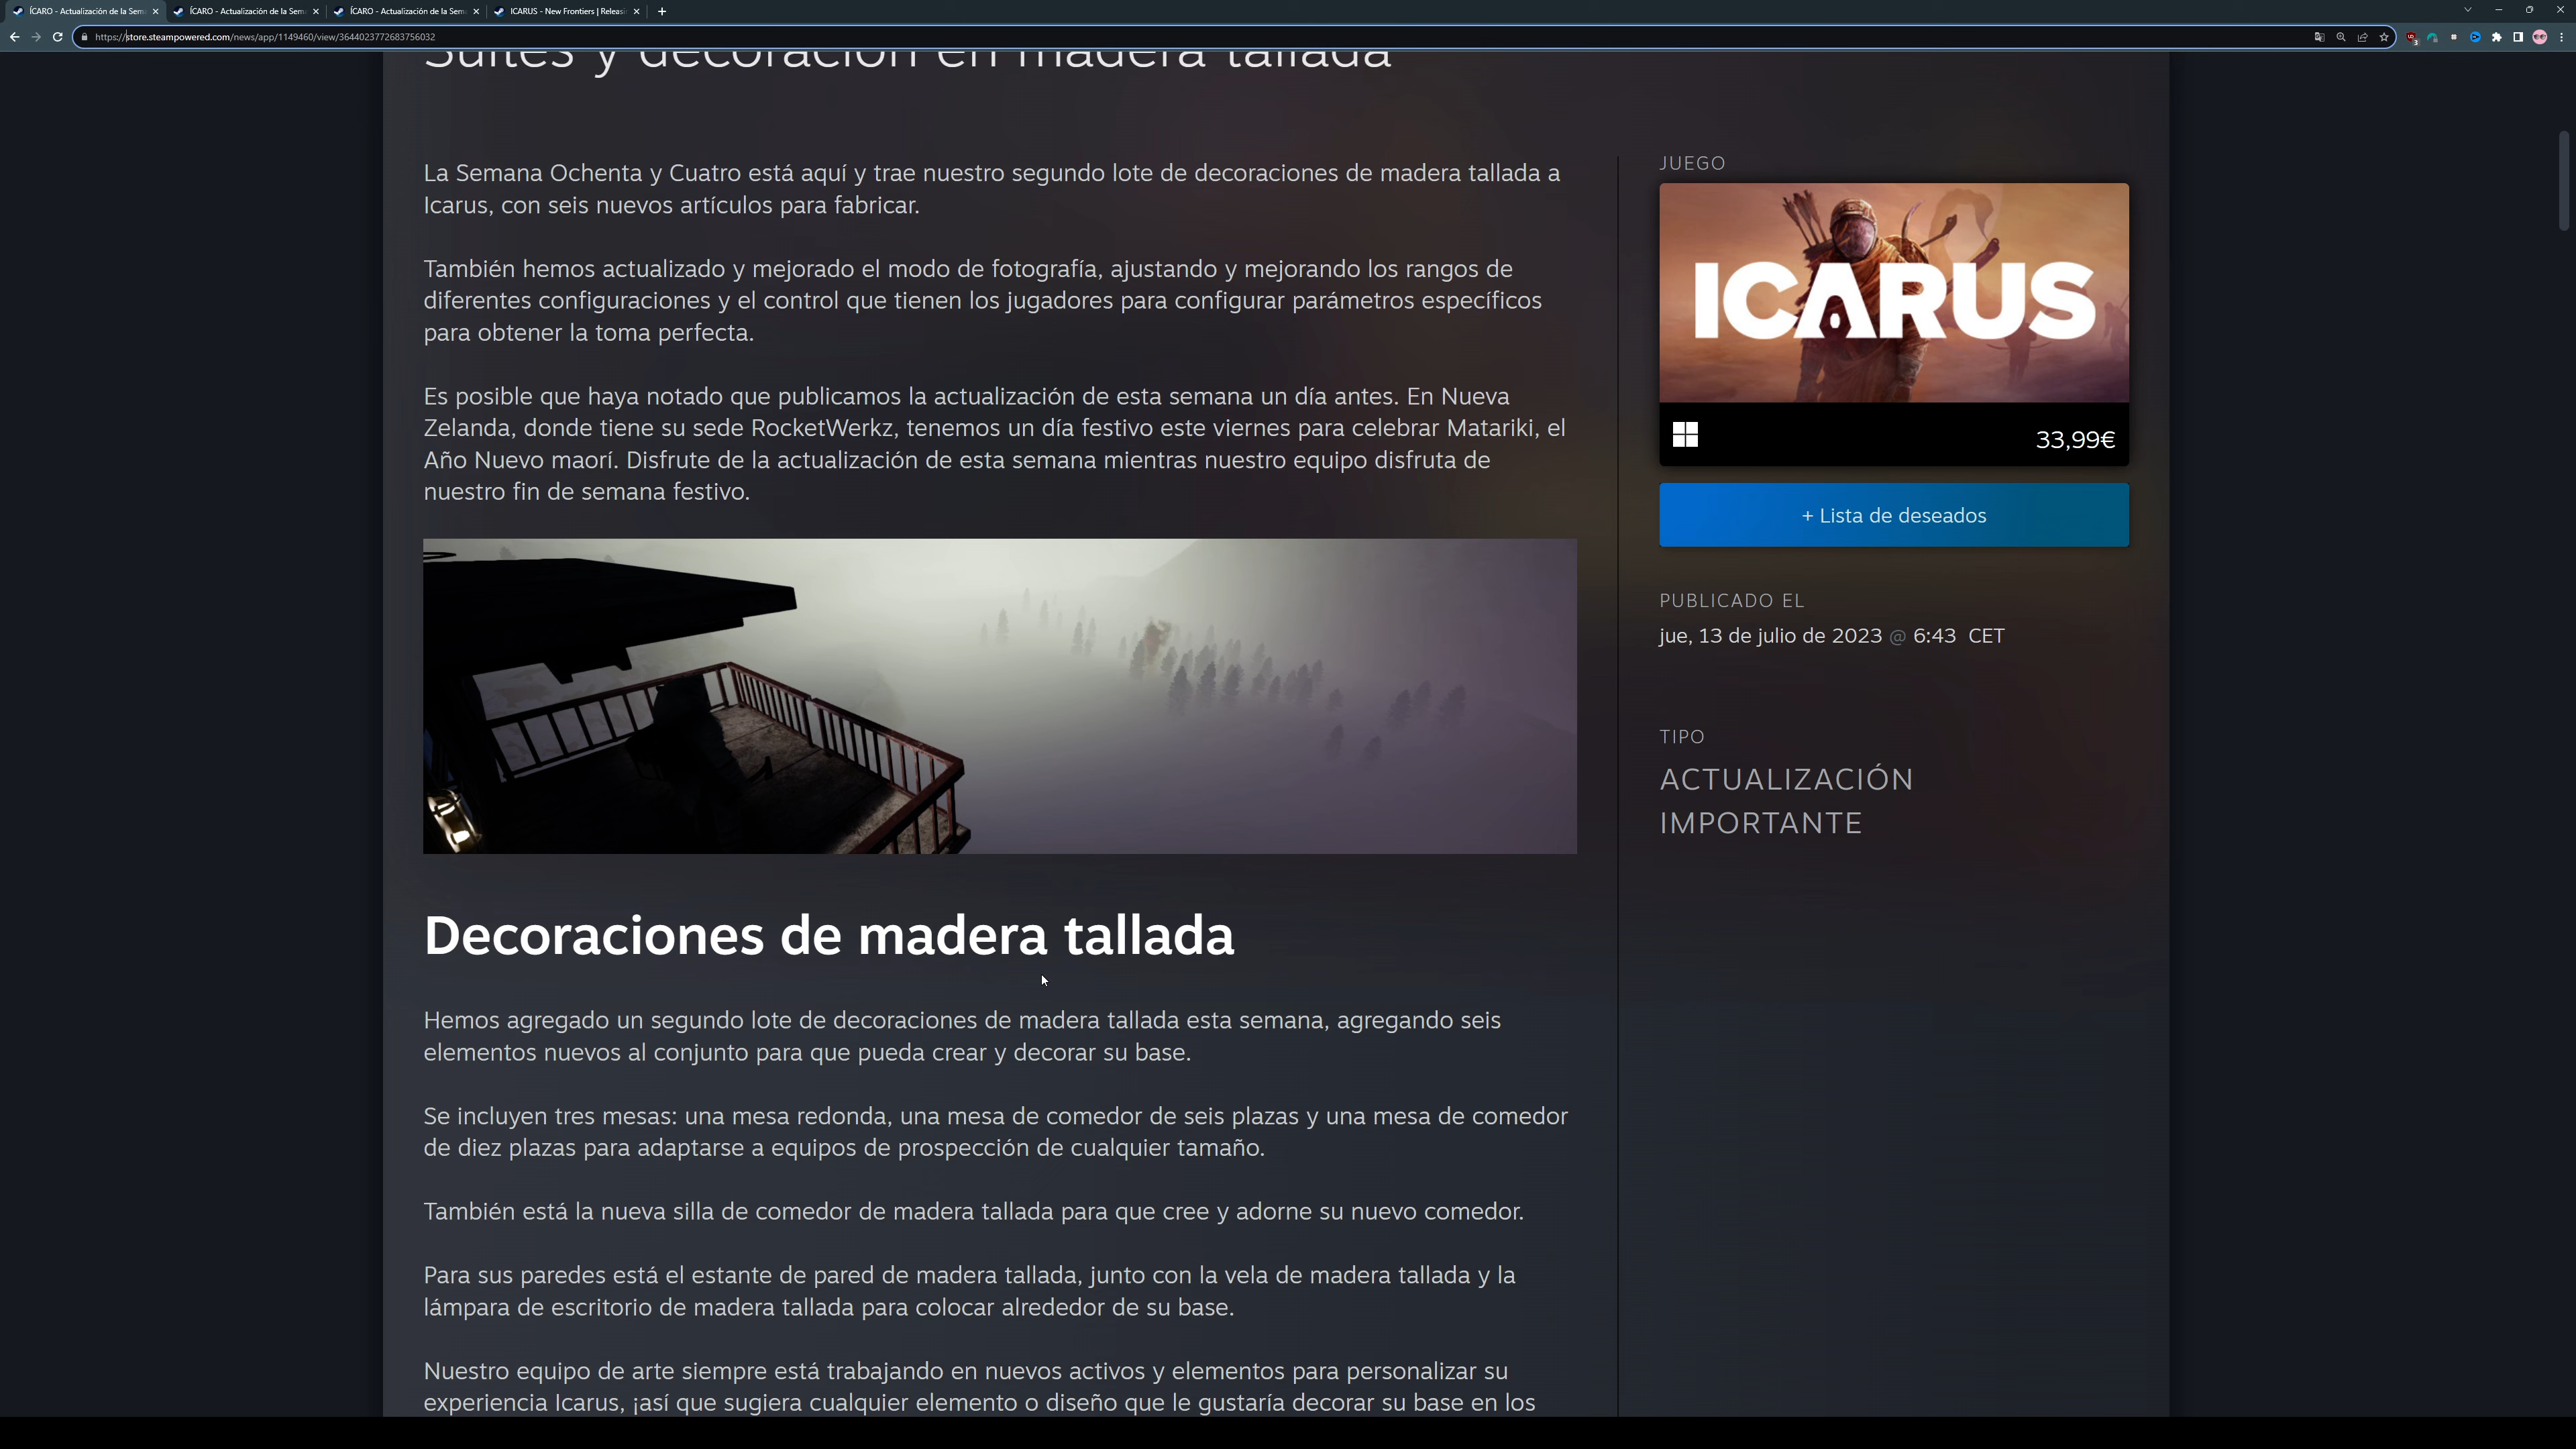 ÍCARO - Actualización de la Sem
ÍCARO - Actualización de la Sem
ÍCARO - Actualización de la Sem
ICARUS - New Frontiers | Releasi
https://store.steampowered.com/news/app/1149460/view/3644023772683756032
Suites y decoración en madera tallada
La Semana Ochenta y Cuatro está aquí y trae nuestro segundo lote de decoraciones de madera tallada a
Icarus, con seis nuevos artículos para fabricar.
También hemos actualizado y mejorado el modo de fotografía, ajustando y mejorando los rangos de
diferentes configuraciones y el control que tienen los jugadores para configurar parámetros específicos
para obtener la toma perfecta.
Es posible que haya notado que publicamos la actualización de esta semana un día antes. En Nueva
Zelanda, donde tiene su sede RocketWerkz, tenemos un día festivo este viernes para celebrar Matariki, el
Año Nuevo maorí. Disfrute de la actualización de esta semana mientras nuestro equipo disfruta de
nuestro fin de semana festivo.
Decoraciones de madera tallada
Hemos agregado un segundo lote de decoraciones de madera tallada esta semana, agregando seis
elementos nuevos al conjunto para que pueda crear y decorar su base.
Se incluyen tres mesas: una mesa redonda, una mesa de comedor de seis plazas y una mesa de comedor
de diez plazas para adaptarse a equipos de prospección de cualquier tamaño.
También está la nueva silla de comedor de madera tallada para que cree y adorne su nuevo comedor.
Para sus paredes está el estante de pared de madera tallada, junto con la vela de madera tallada y la
lámpara de escritorio de madera tallada para colocar alrededor de su base.
Nuestro equipo de arte siempre está trabajando en nuevos activos y elementos para personalizar su
experiencia Icarus, ¡así que sugiera cualquier elemento o diseño que le gustaría decorar su base en los
JUEGO
ICARUS
33,99€
+ Lista de deseados
PUBLICADO EL
jue, 13 de julio de 2023 @ 6:43 CET
TIPO
ACTUALIZACIÓN
IMPORTANTE